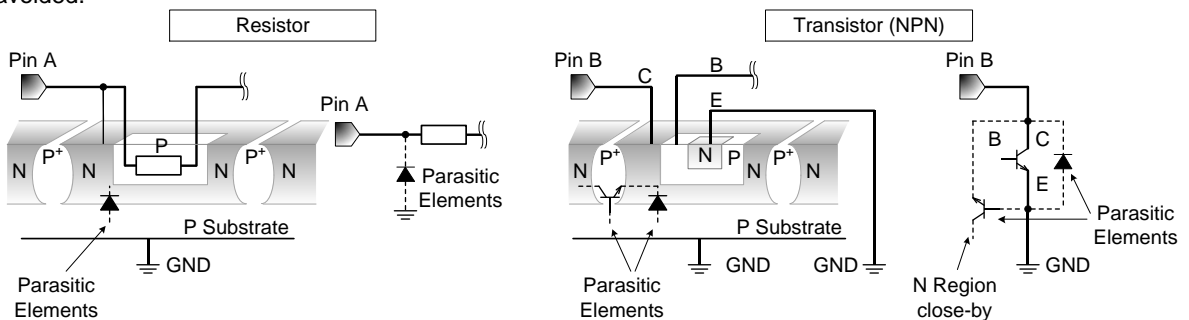 avoided.
Resistor
Transistor (NPN)
Pin A
Pin A
N
P+
N
P
N
P+
N
Parasitic
Elements
P Substrate
GND
Parasitic
Elements
Pin B
C
B
E
N
P+
N
N
P
P+
N
N
P Substrate
GND
GND
Parasitic
Elements
Pin B
B
C
E
Parasitic
Elements
GND
N Region
close-by